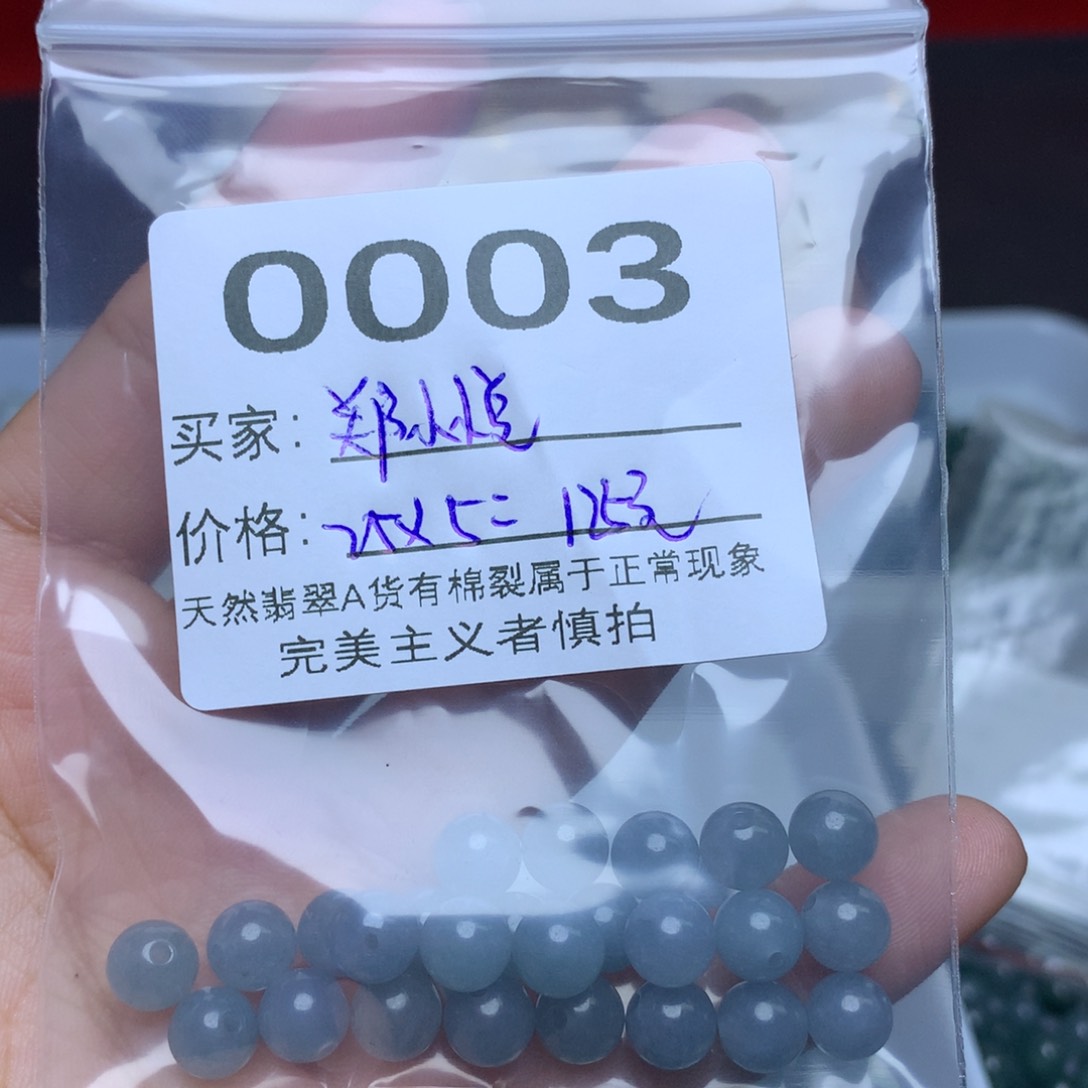 0003
买家: 郑
价格: 25X5=125元
天然翡翠A货有棉裂属于正常现象
完美主义者慎拍